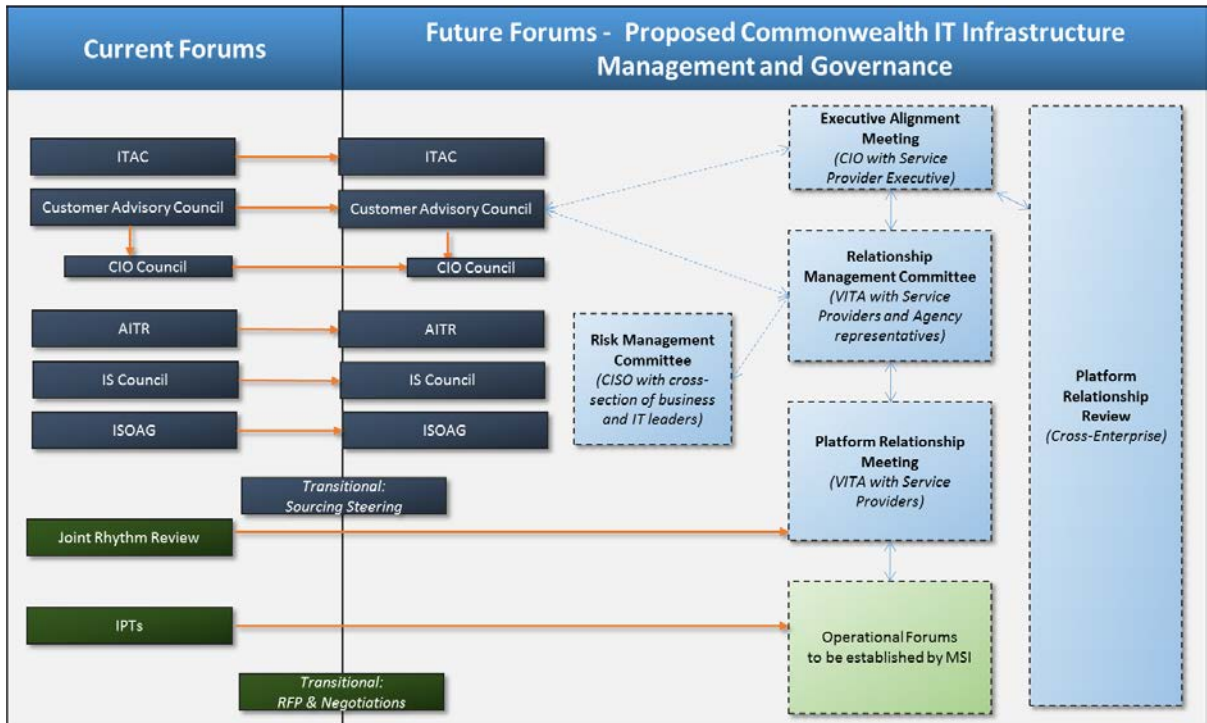 Current Forums
Future Forums - Proposed Commonwealth IT Infrastructure
Management and Governance
ITAC
Customer Advisory Council
CIO Council
AITR
IS Council
ISOAG
Transitional:
Sourcing Steering
Joint Rhythm Review
IPTs
Transitional:
RFP & Negotiations
ITAC
Customer Advisory Council
CIO Council
AITR
IS Council
ISOAG
Risk Management
Committee
(CISO with cross-
section of business
and IT leaders)
Executive Alignment
Meeting
(CIO with Service
Provider Executive)
Relationship
Management Committee
(VITA with Service
Providers and Agency
representatives)
Platform Relationship
Meeting
(VITA with Service
Providers)
Operational Forums
to be established by MSI
Platform
Relationship
Review
(Cross-Enterprise)